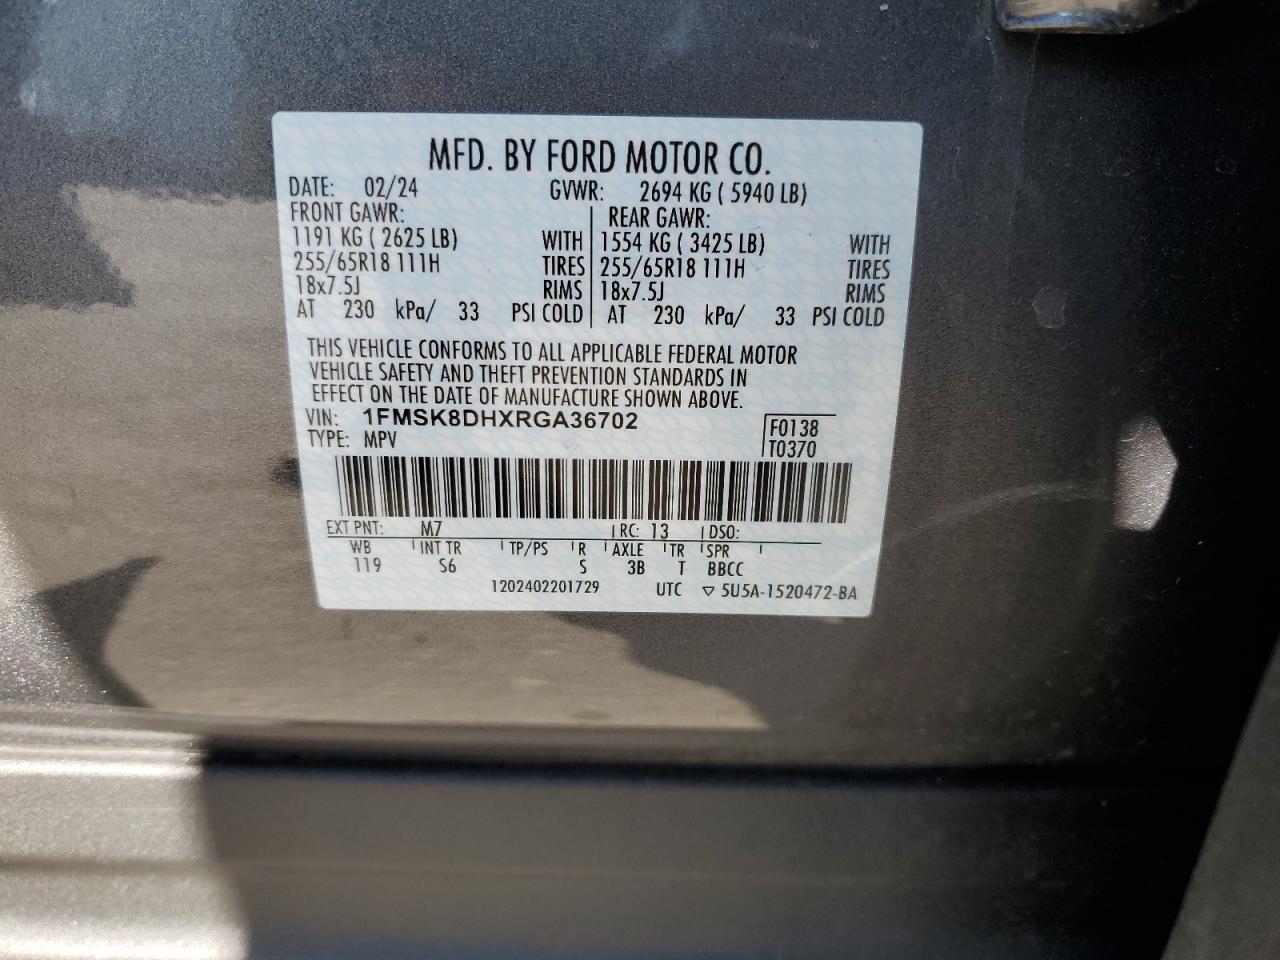 MFD. BY FORD MOTOR CO.
DATE: 02/24 GVWR: 2694 KG ( 5940 LB)
FRONT GAWR: REAR GAWR:
1191 KG ( 2625 LB) WITH 1554 KG ( 3425 LB) WITH
255/65R18 111H TIRES 255/65R18 111H TIRES
18x7.5J RIMS 18x7.5J RIMS
AT 230 kPa/ 33 PSI COLD AT 230 kPa/ 33 PSI COLD
THIS VEHICLE CONFORMS TO ALL APPLICABLE FEDERAL MOTOR
VEHICLE SAFETY AND THEFT PREVENTION STANDARDS IN
EFFECT ON THE DATE OF MANUFACTURE SHOWN ABOVE.
VIN: 1FMSK8DHXRGA36702 F0138
TYPE: MPV T0370
EXT PNT: M7 RC: 13 DSO:
WB INT TR TP/PS R AXLE TR SPR
119 S6 S 3B T BBCC
1202402201729 UTC ▽ 5U5A-1520472-BA